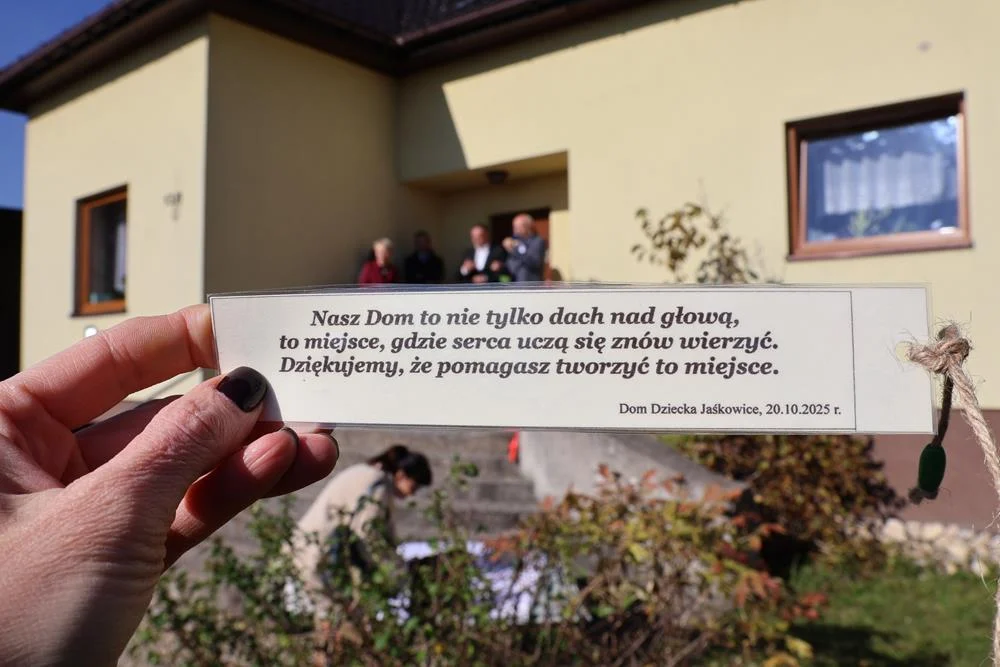 Nasz Dom to nie tylko dach nad głową,
to miejsce, gdzie serca uczą się znów wierzyć.
Dziękujemy, że pomagasz tworzyć to miejsce.
Dom Dziecka Jaśkowice, 20.10.2025 r.